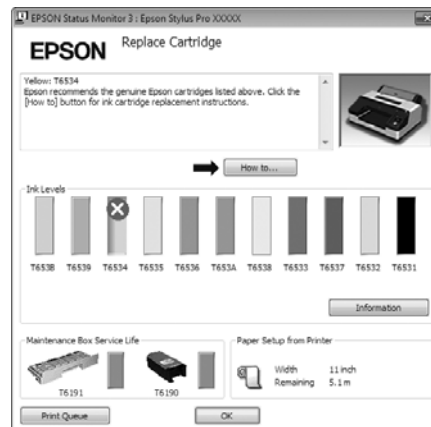 EPSON Status Monitor 3 : Epson Stylus Pro XXXXX
EPSON
Replace Cartridge
Yellow: T6534
Epson recommends the genuine Epson cartridges listed above. Click the
[How to] button for ink cartridge replacement instructions.
How to...
Ink Levels
T653B T6539 T6534 T6535 T6536 T653A T6538 T6533 T6537 T6532 T6531
Information
Maintenance Box Service Life
T6191 T6190
Paper Setup from Printer
Width 11 inch
Remaining 5.1 m
Print Queue OK